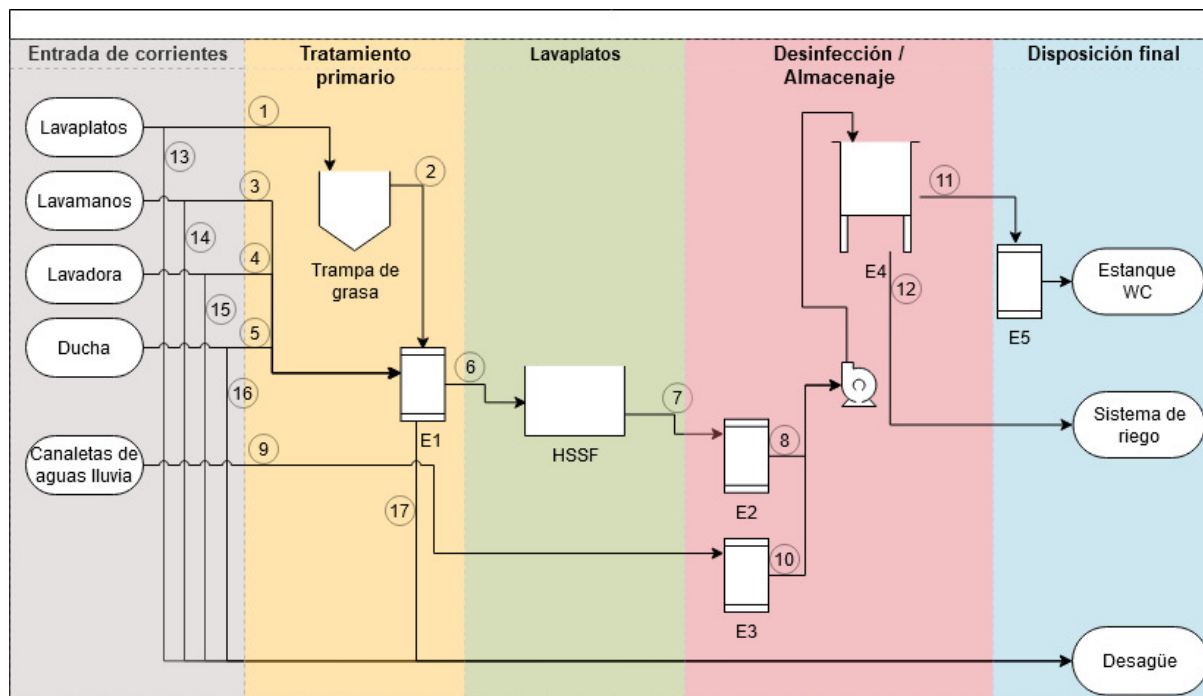 Entrada de corrientes
Tratamiento
primario
Lavaplatos
Desinfección /
Almacenaje
Disposición final
Lavaplatos
1
2
13
Lavamanos
3
14
Lavadora
4
15
Ducha
5
16
Canaletas de
aguas lluvia
9
Trampa de
grasa
E1
6
17
HSSF
7
E2
8
E3
10
E4
11
12
E5
Estanque
WC
Sistema de
riego
Desagüe